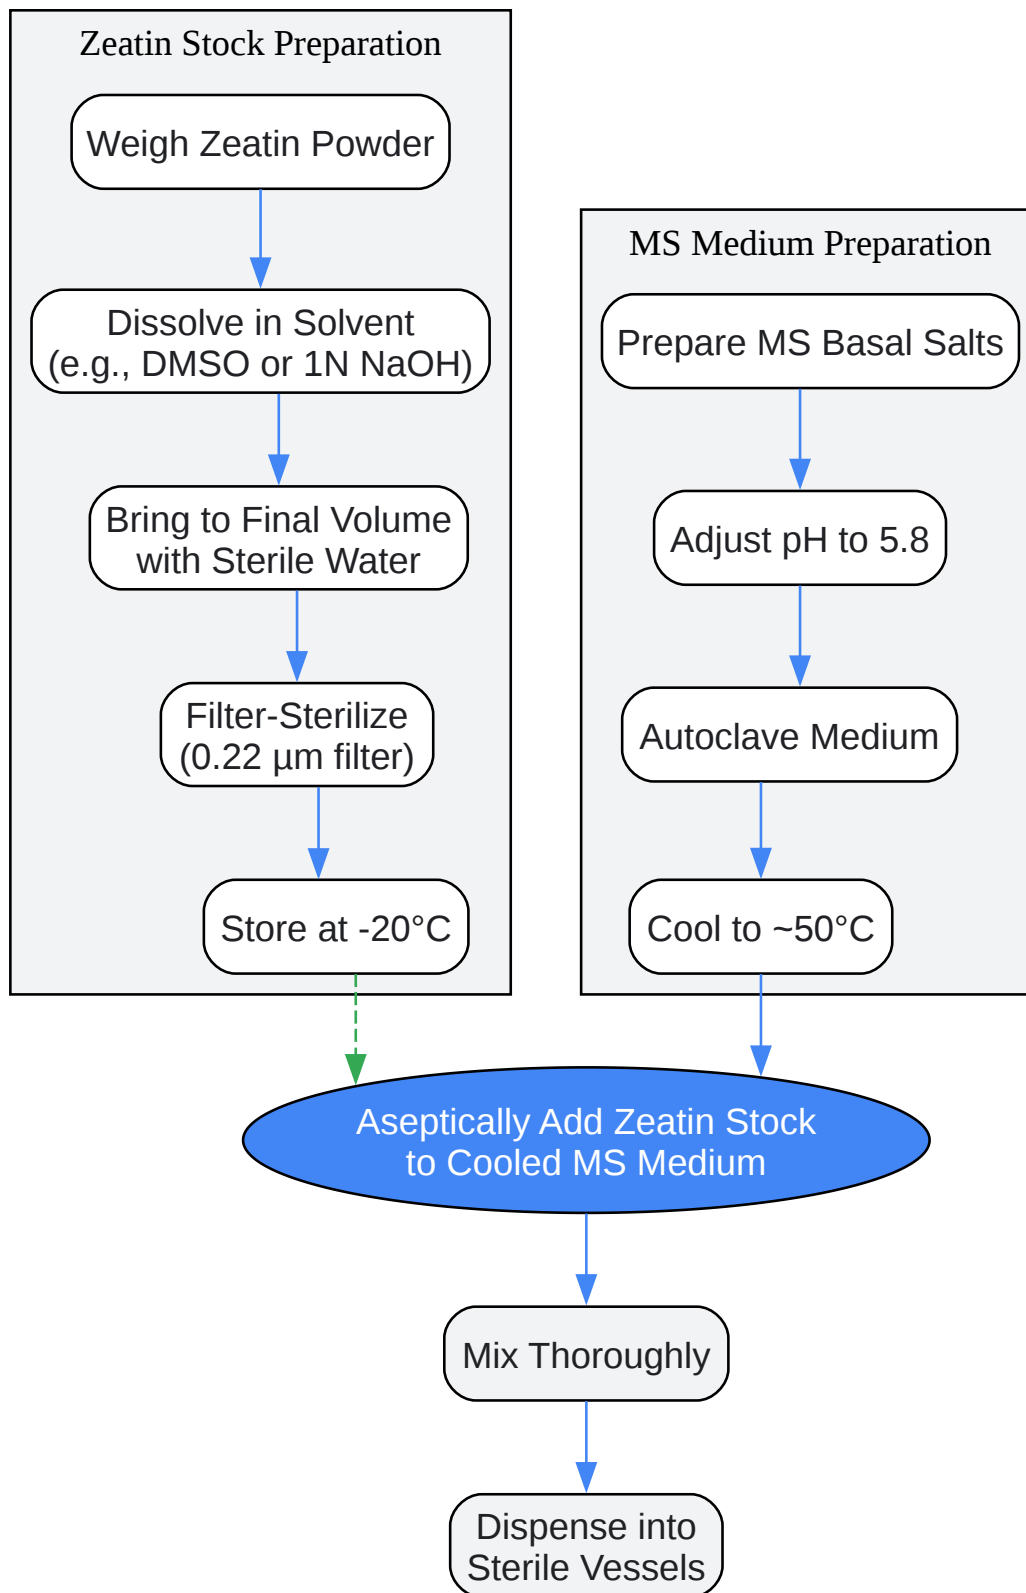 Zeatin Stock Preparation
Weigh Zeatin Powder
Dissolve in Solvent
(e.g., DMSO or 1N NaOH)
Bring to Final Volume
with Sterile Water
Filter-Sterilize
(0.22 µm filter)
Store at -20°C
MS Medium Preparation
Prepare MS Basal Salts
Adjust pH to 5.8
Autoclave Medium
Cool to ~50°C
Aseptically Add Zeatin Stock
to Cooled MS Medium
Mix Thoroughly
Dispense into
Sterile Vessels